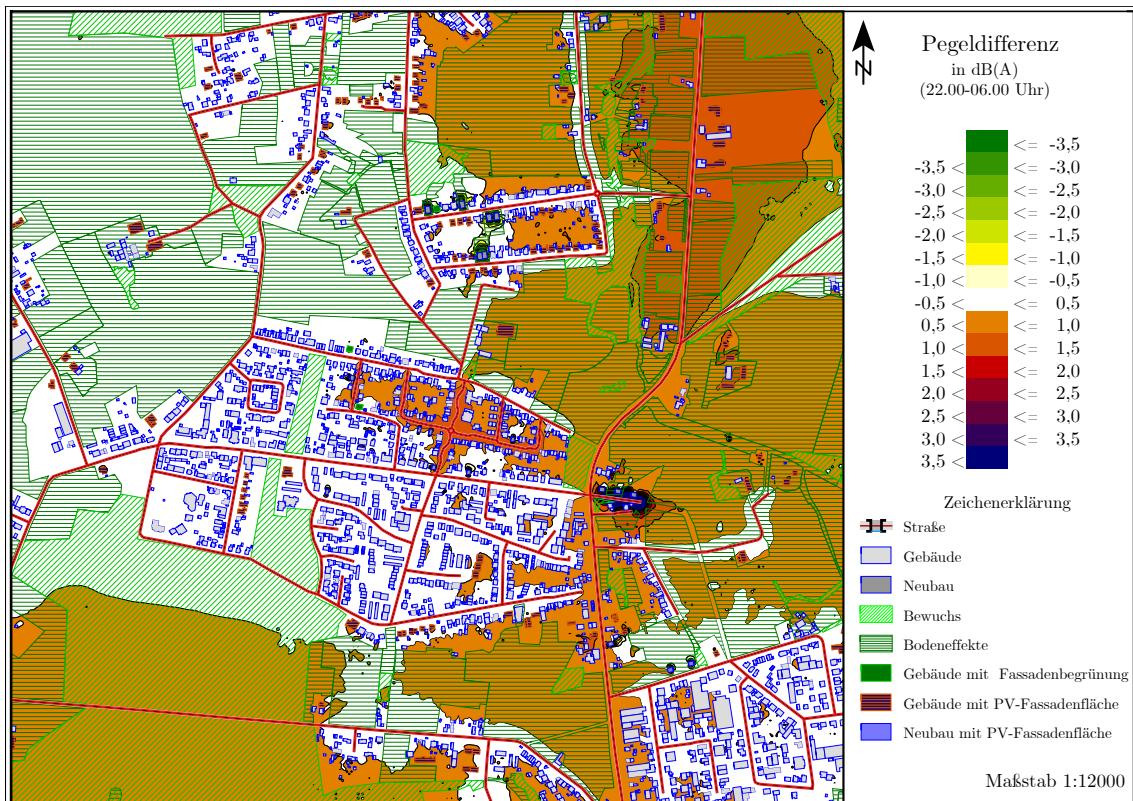 N
Pegeldifferenz
in dB(A)
(22.00-06.00 Uhr)
<= -3,5
-3,5 < <= -3.0
-3.0 < <= -2,5
-2,5 < <= -2,0
-2,0 < <= -1,5
-1,5 < <= -1,0
-1,0 < <= -0,5
-0,5 < <= 0,5
0,5 < <= 1,0
1,0 < <= 1,5
1,5 < <= 2,0
2,0 < <= 2,5
2,5 < <= 3,0
3,0 < <= 3,5
3,5 <
Zeichenerklärung
Straße
Gebäude
Neubau
Bewuchs
Bodeneffekte
Gebäude mit Fassadenbegrünung
Gebäude mit PV-Fassadenfläche
Neubau mit PV-Fassadenfläche
Maßstab 1:12000